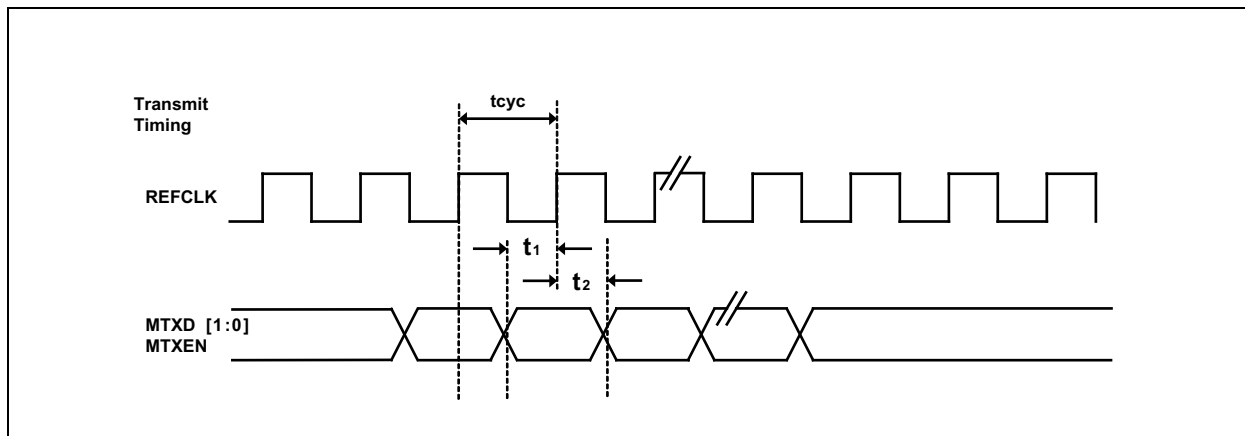 Transmit
Timing
tcyc
REFCLK
t1
t2
MTXD [1:0]
MTXEN